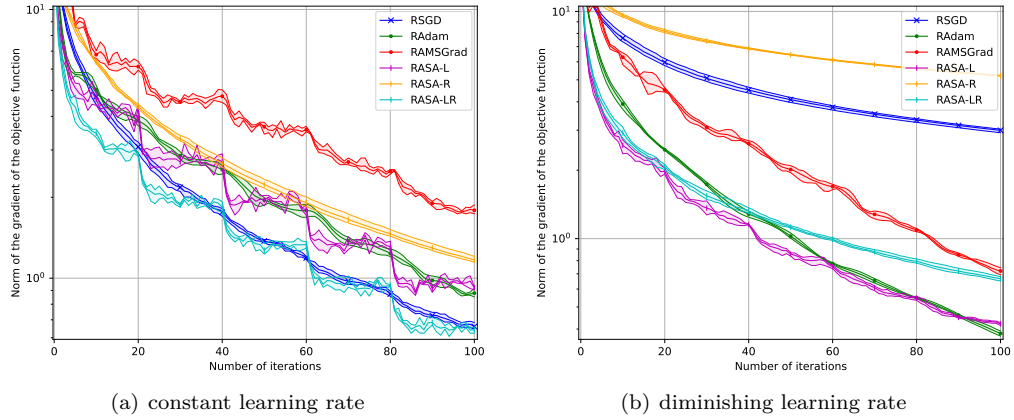 Norm of the gradient of the objective function
10¹
10⁰
0 20 40 60 80 100
Number of iterations
RSGD
RAdam
RAMSGrad
RASA-L
RASA-R
RASA-LR
(a) constant learning rate
Norm of the gradient of the objective function
10¹
10⁰
0 20 40 60 80 100
Number of iterations
RSGD
RAdam
RAMSGrad
RASA-L
RASA-R
RASA-LR
(b) diminishing learning rate